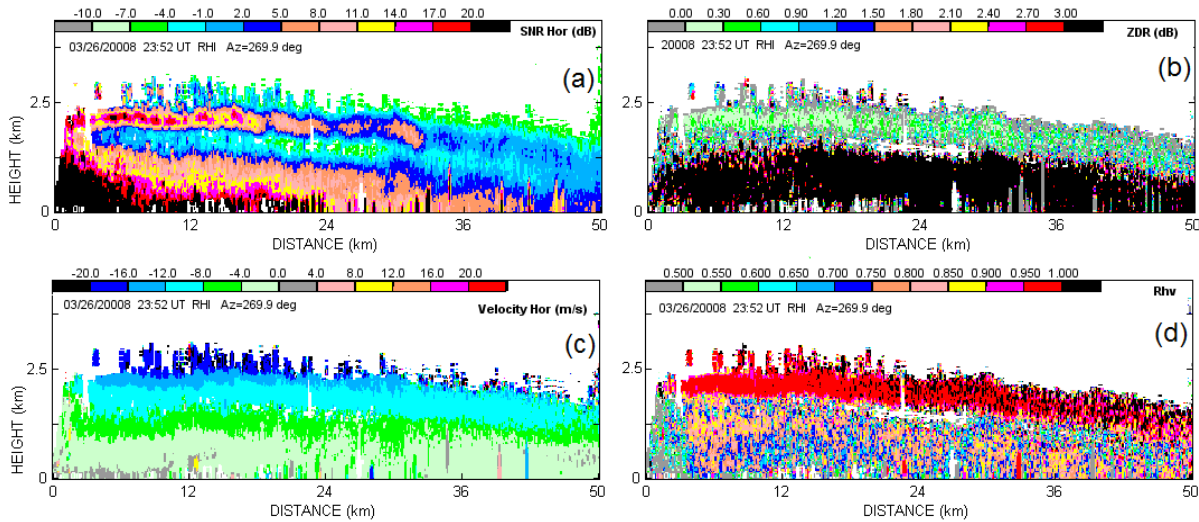 -10.0 -7.0 -4.0 -1.0 2.0 5.0 8.0 11.0 14.0 17.0 20.0
SNR Hor (dB)
03/26/20008 23:52 UT RHI Az=269.9 deg
(a)
2.5
0
HEIGHT (km)
0 12 24 36 50
DISTANCE (km)
0.00 0.30 0.60 0.90 1.20 1.50 1.80 2.10 2.40 2.70 3.00
ZDR (dB)
20008 23:52 UT RHI Az=269.9 deg
(b)
2.5
0
0 12 24 36 50
DISTANCE (km)
-20.0 -16.0 -12.0 -8.0 -4.0 0.0 4.0 8.0 12.0 16.0 20.0
03/26/20008 23:52 UT RHI Az=269.9 deg
Velocity Hor (m/s)
(c)
2.5
0
HEIGHT (km)
0 12 24 36 50
DISTANCE (km)
0.500 0.550 0.600 0.650 0.700 0.750 0.800 0.850 0.900 0.950 1.000
Rhv
03/26/20008 23:52 UT RHI Az=269.9 deg
(d)
2.5
0
0 12 24 36 50
DISTANCE (km)